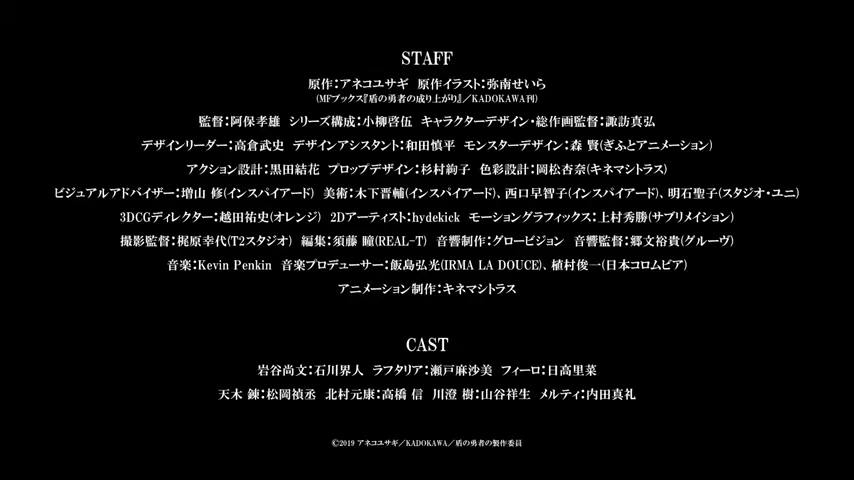 STAFF
原作：アネコユサギ 原作イラスト：弥南せいら
(MFブックス『盾の勇者の成り上がり』／KADOKAWA刊)
監督：阿保孝雄 シリーズ構成：小柳啓伍 キャラクターデザイン・総作画監督：諏訪真弘
デザインリーダー：高倉武史 デザインアシスタント：和田慎平 モンスターデザイン：森 賢(ぎふとアニメーション)
アクション設計：黒田結花 プロップデザイン：杉村絢子 色彩設計：岡松杏奈(キネマシトラス)
ビジュアルアドバイザー：増山 修(インスパイアード) 美術：木下晋輔(インスパイアード)、西口早智子(インスパイアード)、明石聖子(スタジオ・ユニ)
3DCGディレクター：越田祐史(オレンジ) 2Dアーティスト：hydekick モーショングラフィックス：上村秀勝(サブリメイション)
撮影監督：梶原幸代(T2スタジオ) 編集：須藤 瞳(REAL-T) 音響制作：グロービジョン 音響監督：郷文裕貴(グルーヴ)
音楽：Kevin Penkin 音楽プロデューサー：飯島弘光(IRMA LA DOUCE)、植村俊一(日本コロムビア)
アニメーション制作：キネマシトラス
CAST
岩谷尚文：石川界人 ラフタリア：瀬戸麻沙美 フィーロ：日高里菜
天木 錬：松岡禎丞 北村元康：高橋 信 川澄 樹：山谷祥生 メルティ：内田真礼
©2019 アネコユサギ／KADOKAWA／盾の勇者の製作委員